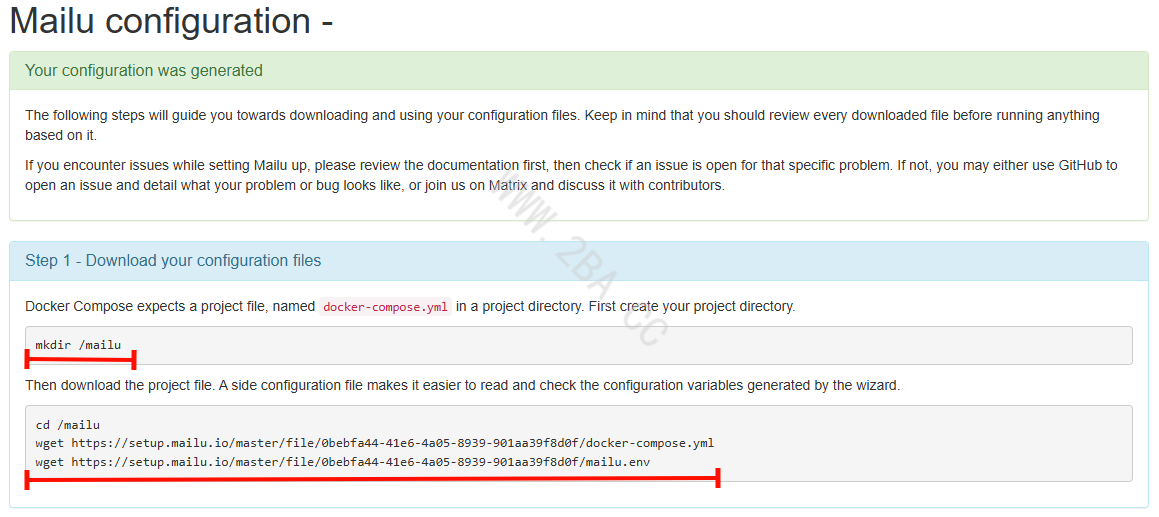 Mailu configuration -
Your configuration was generated
The following steps will guide you towards downloading and using your configuration files. Keep in mind that you should review every downloaded file before running anything
based on it.
If you encounter issues while setting Mailu up, please review the documentation first, then check if an issue is open for that specific problem. If not, you may either use GitHub to
open an issue and detail what your problem or bug looks like, or join us on Matrix and discuss it with contributors.
WWW.2BA.CC
Step 1 - Download your configuration files
Docker Compose expects a project file, named docker-compose.yml in a project directory. First create your project directory.
mkdir /mailu
Then download the project file. A side configuration file makes it easier to read and check the configuration variables generated by the wizard.
cd /mailu
wget https://setup.mailu.io/master/file/0bebfa44-41e6-4a05-8939-901aa39f8d0f/docker-compose.yml
wget https://setup.mailu.io/master/file/0bebfa44-41e6-4a05-8939-901aa39f8d0f/mailu.env